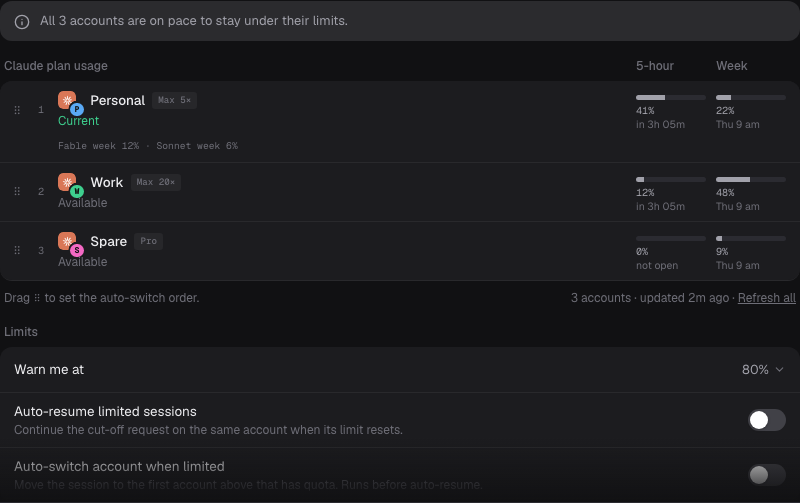 All 3 accounts are on pace to stay under their limits.
Claude plan usage
5-hour
Week
1
P
Personal
Max 5×
Current
Fable week 12% · Sonnet week 6%
41%
in 3h 05m
22%
Thu 9 am
2
W
Work
Max 20×
Available
12%
in 3h 05m
48%
Thu 9 am
3
S
Spare
Pro
Available
0%
not open
9%
Thu 9 am
Drag ⠿ to set the auto-switch order.
3 accounts · updated 2m ago · Refresh all
Limits
Warn me at
80%
Auto-resume limited sessions
Continue the cut-off request on the same account when its limit resets.
Auto-switch account when limited
Move the session to the first account above that has quota. Runs before auto-resume.